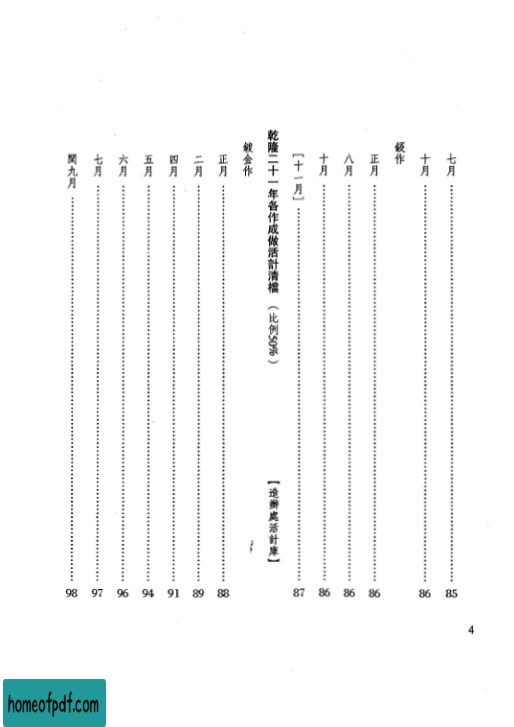 七月 85
十月 86
鋄作
正月 86
八月 86
十月 86
[十一月] 87
乾隆二十一年各作成做活計清檔（比例50%）【造辦處活計庫】
鍍金作
正月 88
二月 89
四月 91
五月 94
六月 96
七月 97
閏九月 98
4
homeofpdf.com